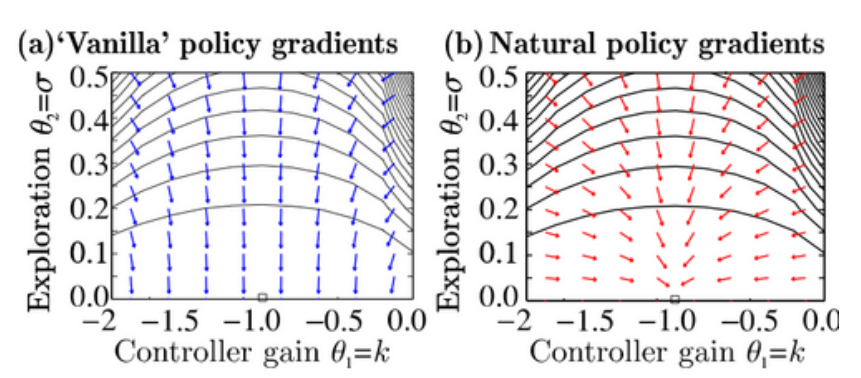 (a)‘Vanilla’ policy gradients
Exploration θ₂=σ
0.5
0.4
0.3
0.2
0.1
0.0
−2 −1.5 −1.0 −0.5 0.0
Controller gain θ₁=k
(b) Natural policy gradients
Exploration θ₂=σ
0.5
0.4
0.3
0.2
0.1
0.0
−2 −1.5 −1.0 −0.5 0.0
Controller gain θ₁=k